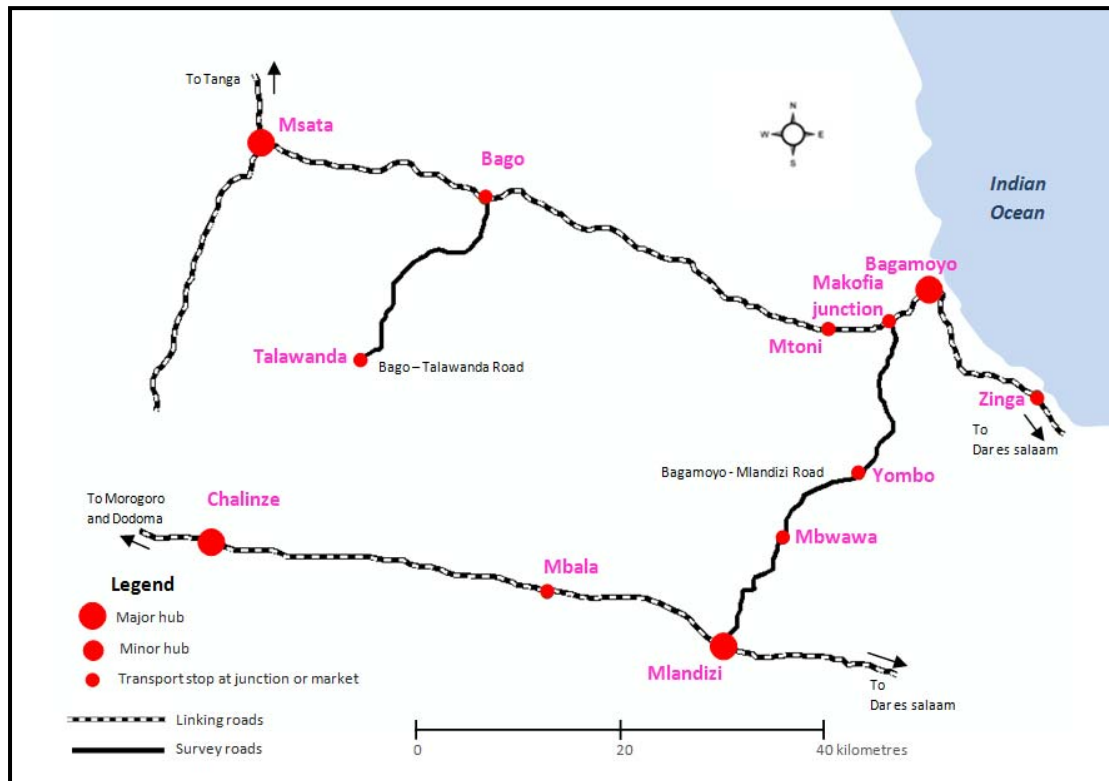 To Tanga
Msata
Bago
N
W
E
S
Indian
Ocean
Bagamoyo
Makofia
junction
Mtoni
Talawanda
Bago – Talawanda Road
Zinga
To
Dar es salaam
Bagamoyo - Mlandizi Road
Yombo
To Morogoro
and Dodoma
Chalinze
Mbwawa
Mbala
Legend
Major hub
Minor hub
Transport stop at junction or market
Linking roads
Survey roads
Mlandizi
To
Dar es salaam
0
20
40 kilometres